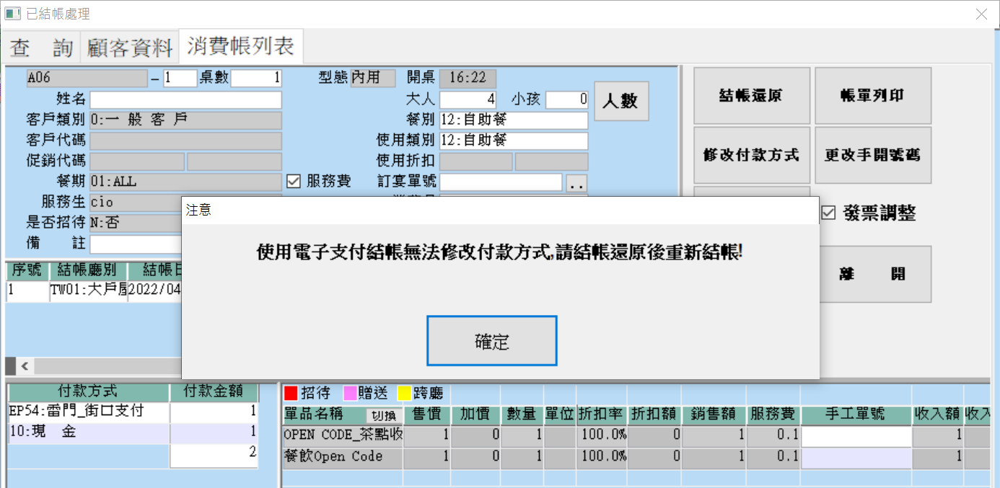 已結帳處理
查　詢 顧客資料 消費帳列表
A06 – 1 桌數 1 型態 內用 開桌 16:22
姓名 大人 4 小孩 0 人數
客戶類別 0:一 般 客 戶 餐別 12:自助餐
客戶代碼 使用類別 12:自助餐
促銷代碼 使用折扣
餐期 01:ALL 服務費 訂宴單號 ..
服務生 cio
是否招待 N:否
備　註
結帳還原 帳單列印
修改付款方式 更改手開號碼
發票調整
離　開
注意
使用電子支付結帳無法修改付款方式,請結帳還原後重新結帳!
確定
序號 結帳廳別 結帳日
1 TW01:大戶屋 2022/04
付款方式 付款金額
EP54:雷門_街口支付 1
10:現　金 1
2
招待 贈送 跨廳
單品名稱 切換 售價 加價 數量 單位 折扣率 折扣額 銷售額 服務費 手工單號 收入額 收入
OPEN CODE_茶點收 1 0 1 100.0% 0 1 0.1 1
餐飲Open Code 1 0 1 100.0% 0 1 0.1 1